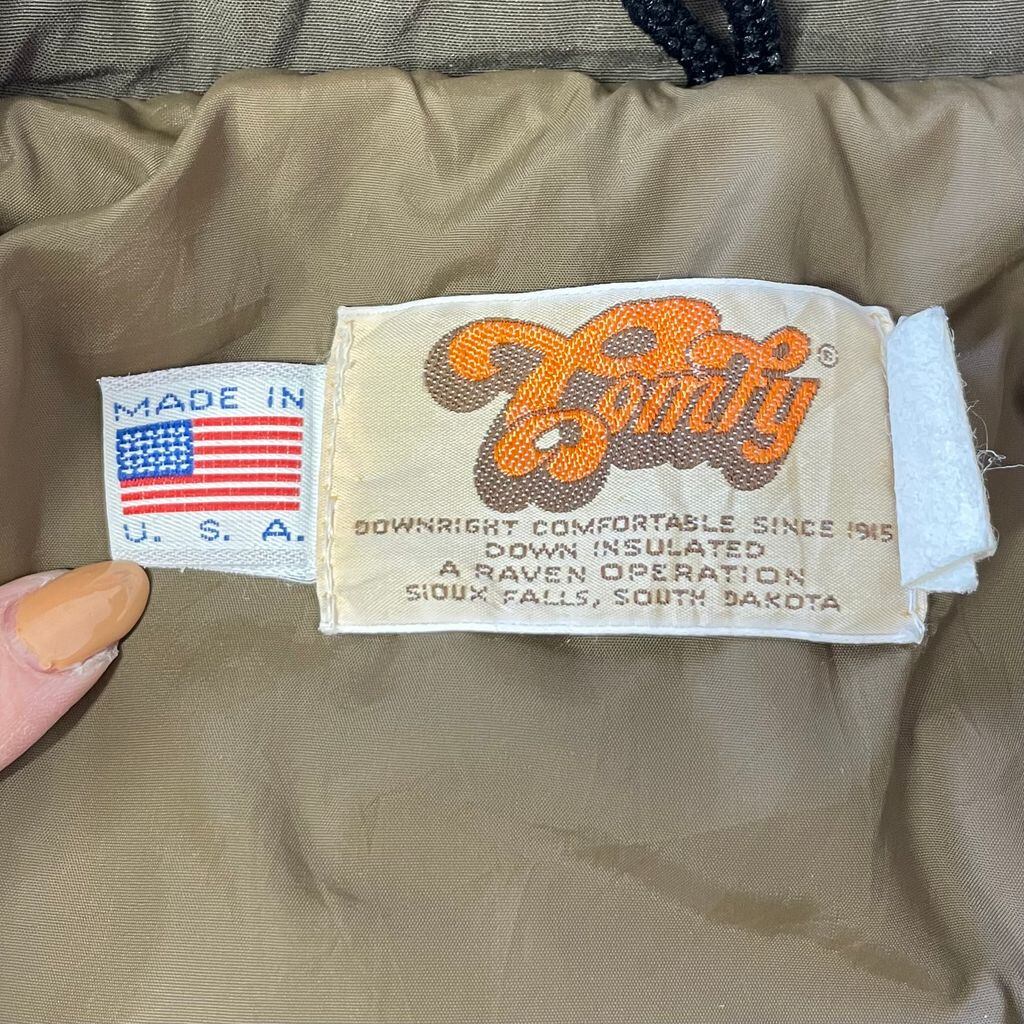 MADE IN
U. S. A.
Comfy®
DOWNRIGHT COMFORTABLE SINCE 1915
DOWN INSULATED
A RAVEN OPERATION
SIOUX FALLS, SOUTH DAKOTA